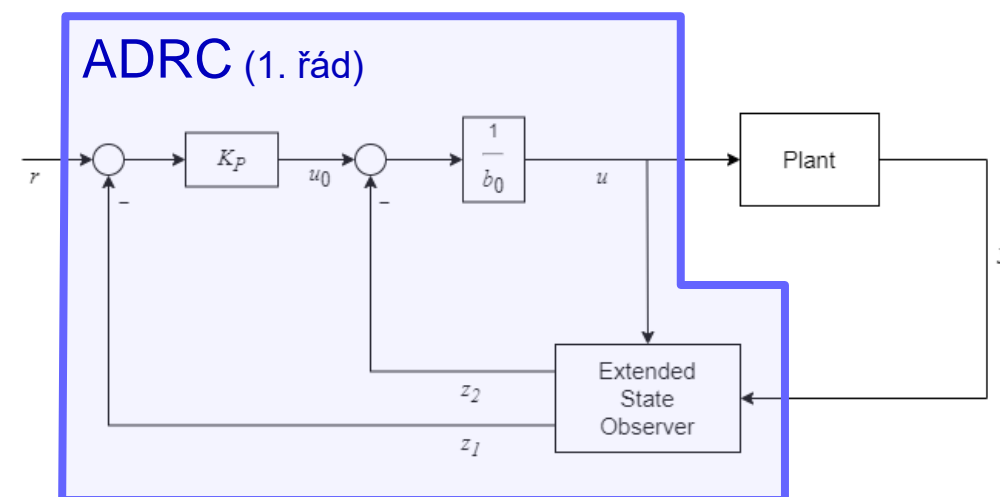 ADRC (1. řád)
r
K_P
u_0
1
b_0
u
Plant
Extended
State
Observer
z_2
z_1
−
−